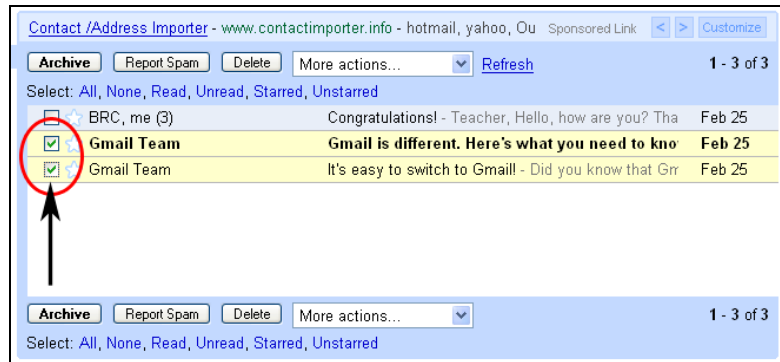 Contact /Address Importer - www.contactimporter.info - hotmail, yahoo, Ou Sponsored Link < > Customize
Archive Report Spam Delete More actions... Refresh 1 - 3 of 3
Select: All, None, Read, Unread, Starred, Unstarred
BRC, me (3) Congratulations! - Teacher, Hello, how are you? Tha Feb 25
Gmail Team Gmail is different. Here's what you need to kno Feb 25
Gmail Team It's easy to switch to Gmail! - Did you know that Gm Feb 25
Archive Report Spam Delete More actions... 1 - 3 of 3
Select: All, None, Read, Unread, Starred, Unstarred